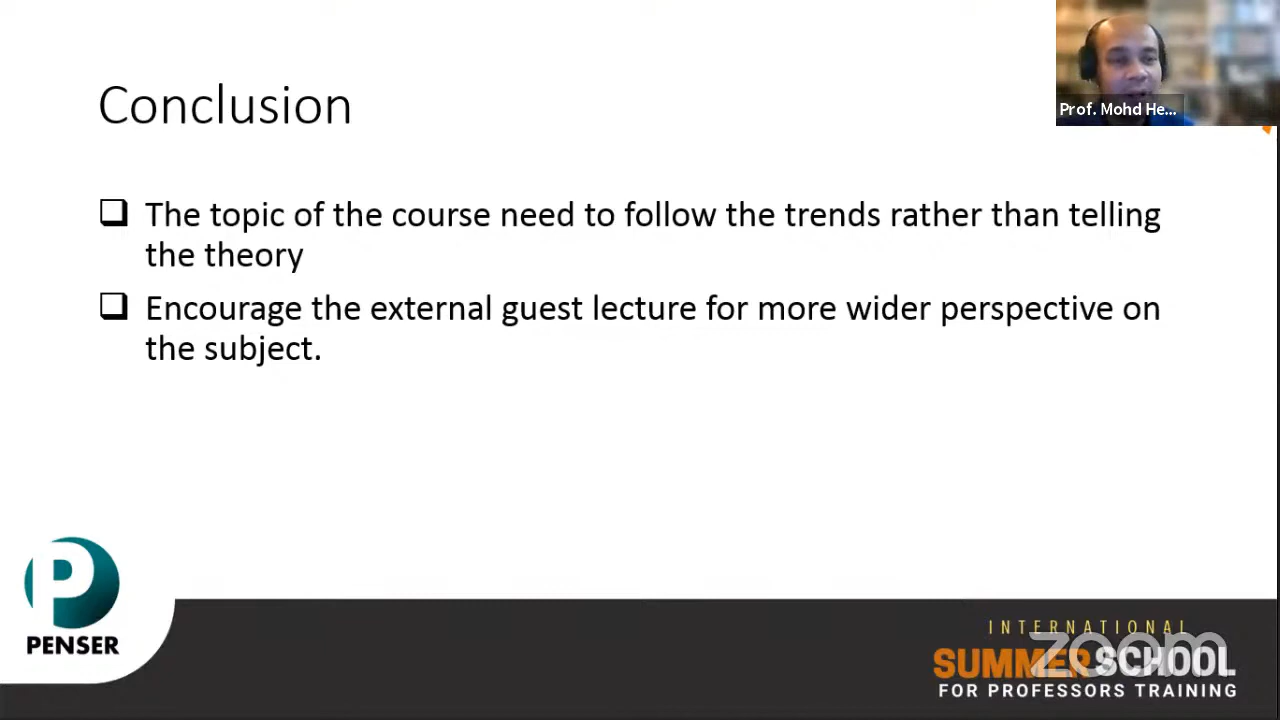 Prof. Mohd He...
Conclusion
❑ The topic of the course need to follow the trends rather than telling
the theory
❑ Encourage the external guest lecture for more wider perspective on
the subject.
P
PENSER
INTERNATIONAL
zoom
SUMMER SCHOOL
FOR PROFESSORS TRAINING